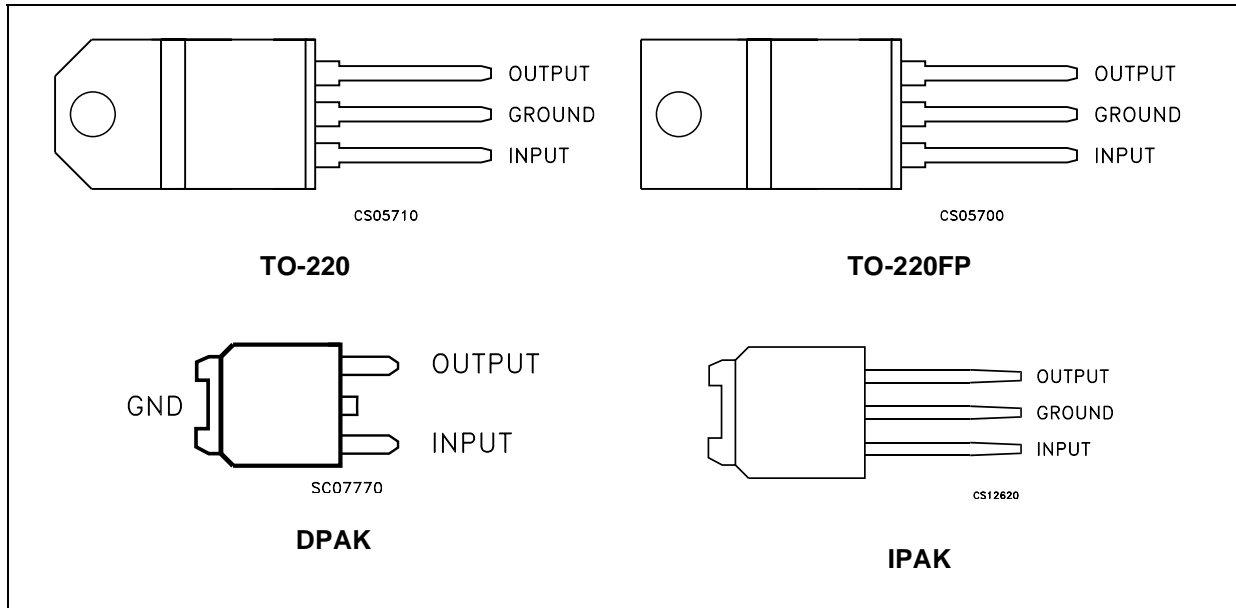 OUTPUT
GROUND
INPUT
CS05710
TO-220
OUTPUT
GROUND
INPUT
CS05700
TO-220FP
GND
OUTPUT
INPUT
SC07770
DPAK
OUTPUT
GROUND
INPUT
CS12620
IPAK